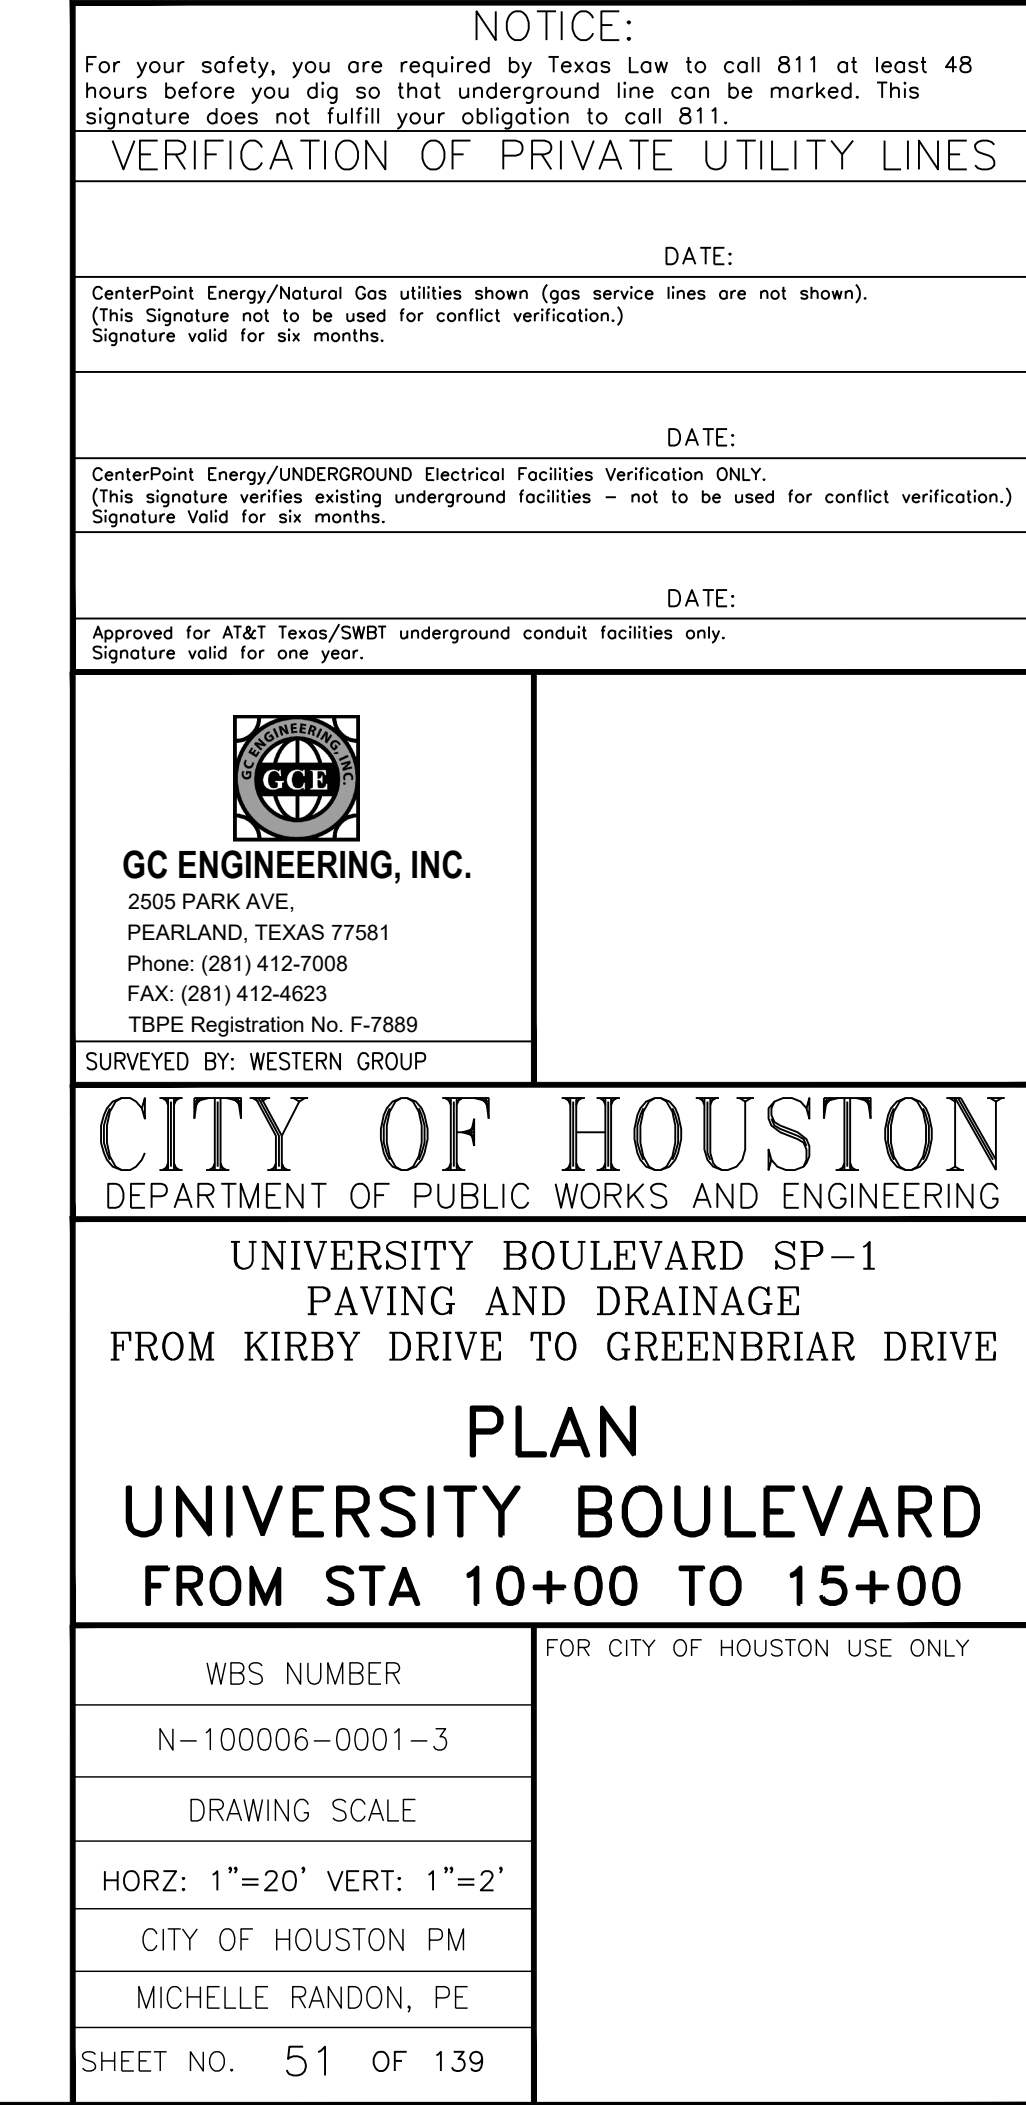 NOTICE:
For your safety, you are required by Texas Law to call 811 at least 48
hours before you dig so that underground line can be marked. This
signature does not fulfill your obligation to call 811.
VERIFICATION OF PRIVATE UTILITY LINES
DATE:
CenterPoint Energy/Natural Gas utilities shown (gas service lines are not shown).
(This Signature not to be used for conflict verification.)
Signature valid for six months.
DATE:
CenterPoint Energy/UNDERGROUND Electrical Facilities Verification ONLY.
(This signature verifies existing underground facilities – not to be used for conflict verification.)
Signature Valid for six months.
DATE:
Approved for AT&T Texas/SWBT underground conduit facilities only.
Signature valid for one year.
GC ENGINEERING, INC.
GCE
GC ENGINEERING, INC.
2505 PARK AVE,
PEARLAND, TEXAS 77581
Phone: (281) 412-7008
FAX: (281) 412-4623
TBPE Registration No. F-7889
SURVEYED BY: WESTERN GROUP
CITY OF HOUSTON
DEPARTMENT OF PUBLIC WORKS AND ENGINEERING
UNIVERSITY BOULEVARD SP-1
PAVING AND DRAINAGE
FROM KIRBY DRIVE TO GREENBRIAR DRIVE
PLAN
UNIVERSITY BOULEVARD
FROM STA 10+00 TO 15+00
WBS NUMBER
N-100006-0001-3
DRAWING SCALE
HORZ: 1"=20' VERT: 1"=2'
CITY OF HOUSTON PM
MICHELLE RANDON, PE
SHEET NO. 51 OF 139
FOR CITY OF HOUSTON USE ONLY